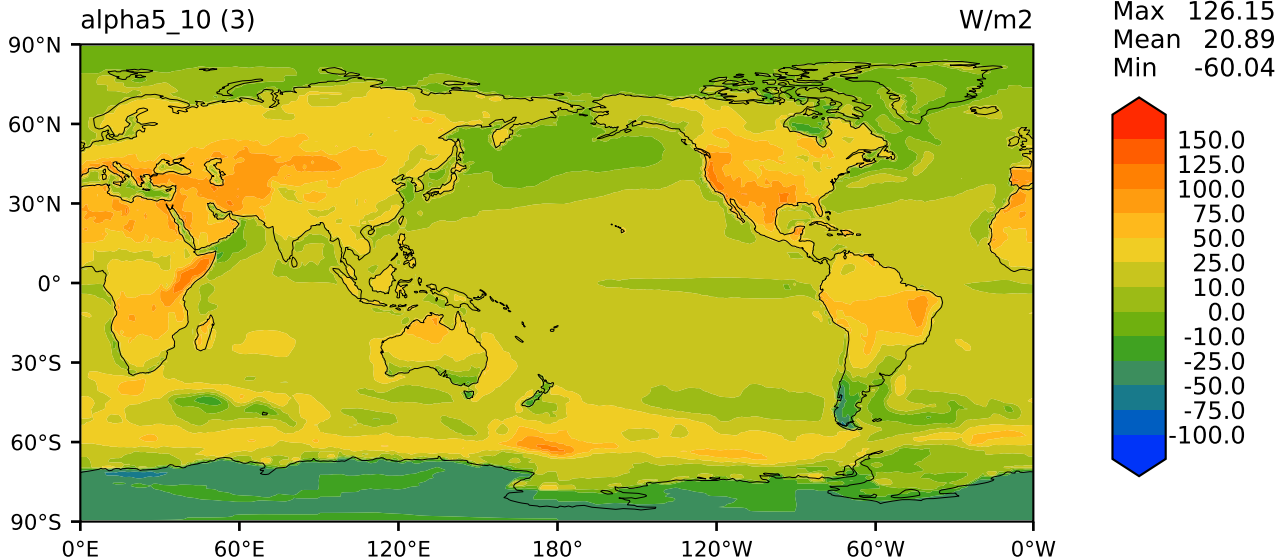 alpha5_10 (3)
W/m2
Max 126.15
Mean 20.89
Min -60.04
90°N
60°N
30°N
0°
30°S
60°S
90°S
0°E
60°E
120°E
180°
120°W
60°W
0°W
150.0
125.0
100.0
75.0
50.0
25.0
10.0
0.0
-10.0
-25.0
-50.0
-75.0
-100.0